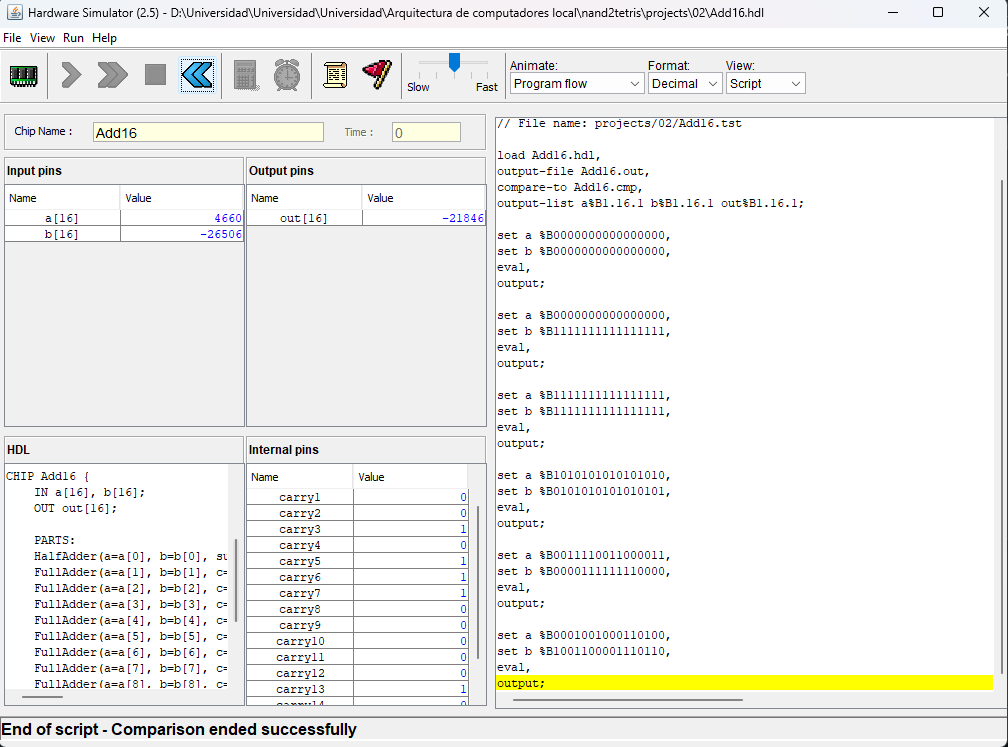 Hardware Simulator (2.5) - D:\Universidad\Universidad\Universidad\Arquitectura de computadores local\nand2tetris\projects\02\Add16.hdl
File View Run Help
Slow Fast
Animate: Format: View:
Program flow Decimal Script
Chip Name : Add16 Time : 0
Input pins
Name Value
a[16] 4660
b[16] -26506
Output pins
Name Value
out[16] -21846
HDL
CHIP Add16 {
IN a[16], b[16];
OUT out[16];
PARTS:
HalfAdder(a=a[0], b=b[0], su
FullAdder(a=a[1], b=b[1], c=
FullAdder(a=a[2], b=b[2], c=
FullAdder(a=a[3], b=b[3], c=
FullAdder(a=a[4], b=b[4], c=
FullAdder(a=a[5], b=b[5], c=
FullAdder(a=a[6], b=b[6], c=
FullAdder(a=a[7], b=b[7], c=
FullAdder(a=a[8], b=b[8], c=
Internal pins
Name Value
carry1 0
carry2 0
carry3 1
carry4 0
carry5 1
carry6 1
carry7 1
carry8 0
carry9 0
carry10 0
carry11 0
carry12 0
carry13 1
carry14 0
// File name: projects/02/Add16.tst
load Add16.hdl,
output-file Add16.out,
compare-to Add16.cmp,
output-list a%B1.16.1 b%B1.16.1 out%B1.16.1;
set a %B0000000000000000,
set b %B0000000000000000,
eval,
output;
set a %B0000000000000000,
set b %B1111111111111111,
eval,
output;
set a %B1111111111111111,
set b %B1111111111111111,
eval,
output;
set a %B1010101010101010,
set b %B0101010101010101,
eval,
output;
set a %B0011110011000011,
set b %B0000111111110000,
eval,
output;
set a %B0001001000110100,
set b %B1001100001110110,
eval,
output;
End of script - Comparison ended successfully